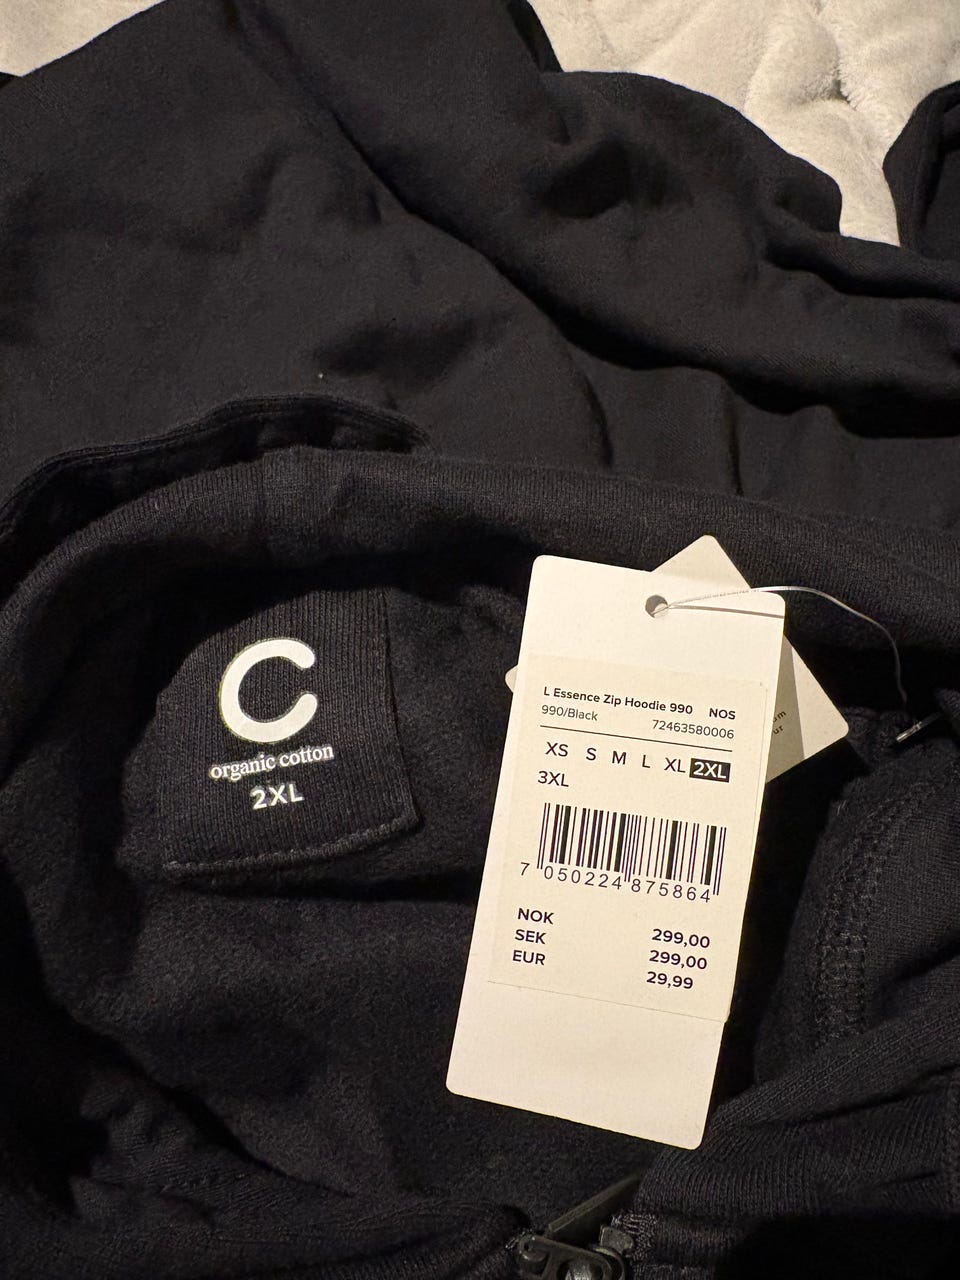 C
organic cotton
2XL
L Essence Zip Hoodie 990 NOS
990/Black 72463580006
XS S M L XL 2XL
3XL
7 050224 875864
NOK 299,00
SEK 299,00
EUR 29,99